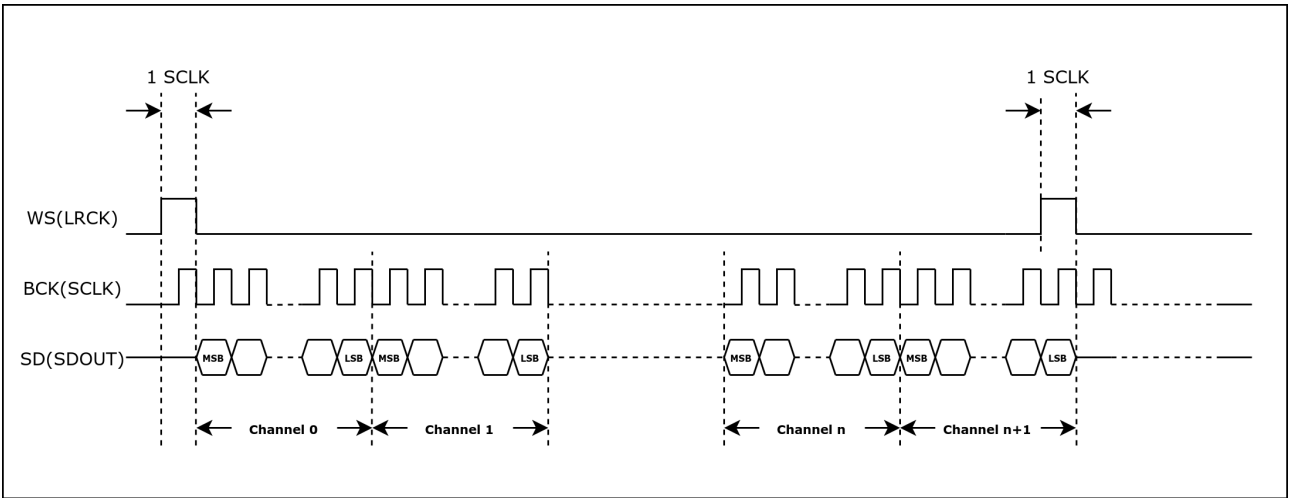 1 SCLK 1 SCLK
WS(LRCK)
BCK(SCLK)
SD(SDOUT) MSB LSB MSB LSB MSB LSB MSB LSB
Channel 0 Channel 1 Channel n Channel n+1